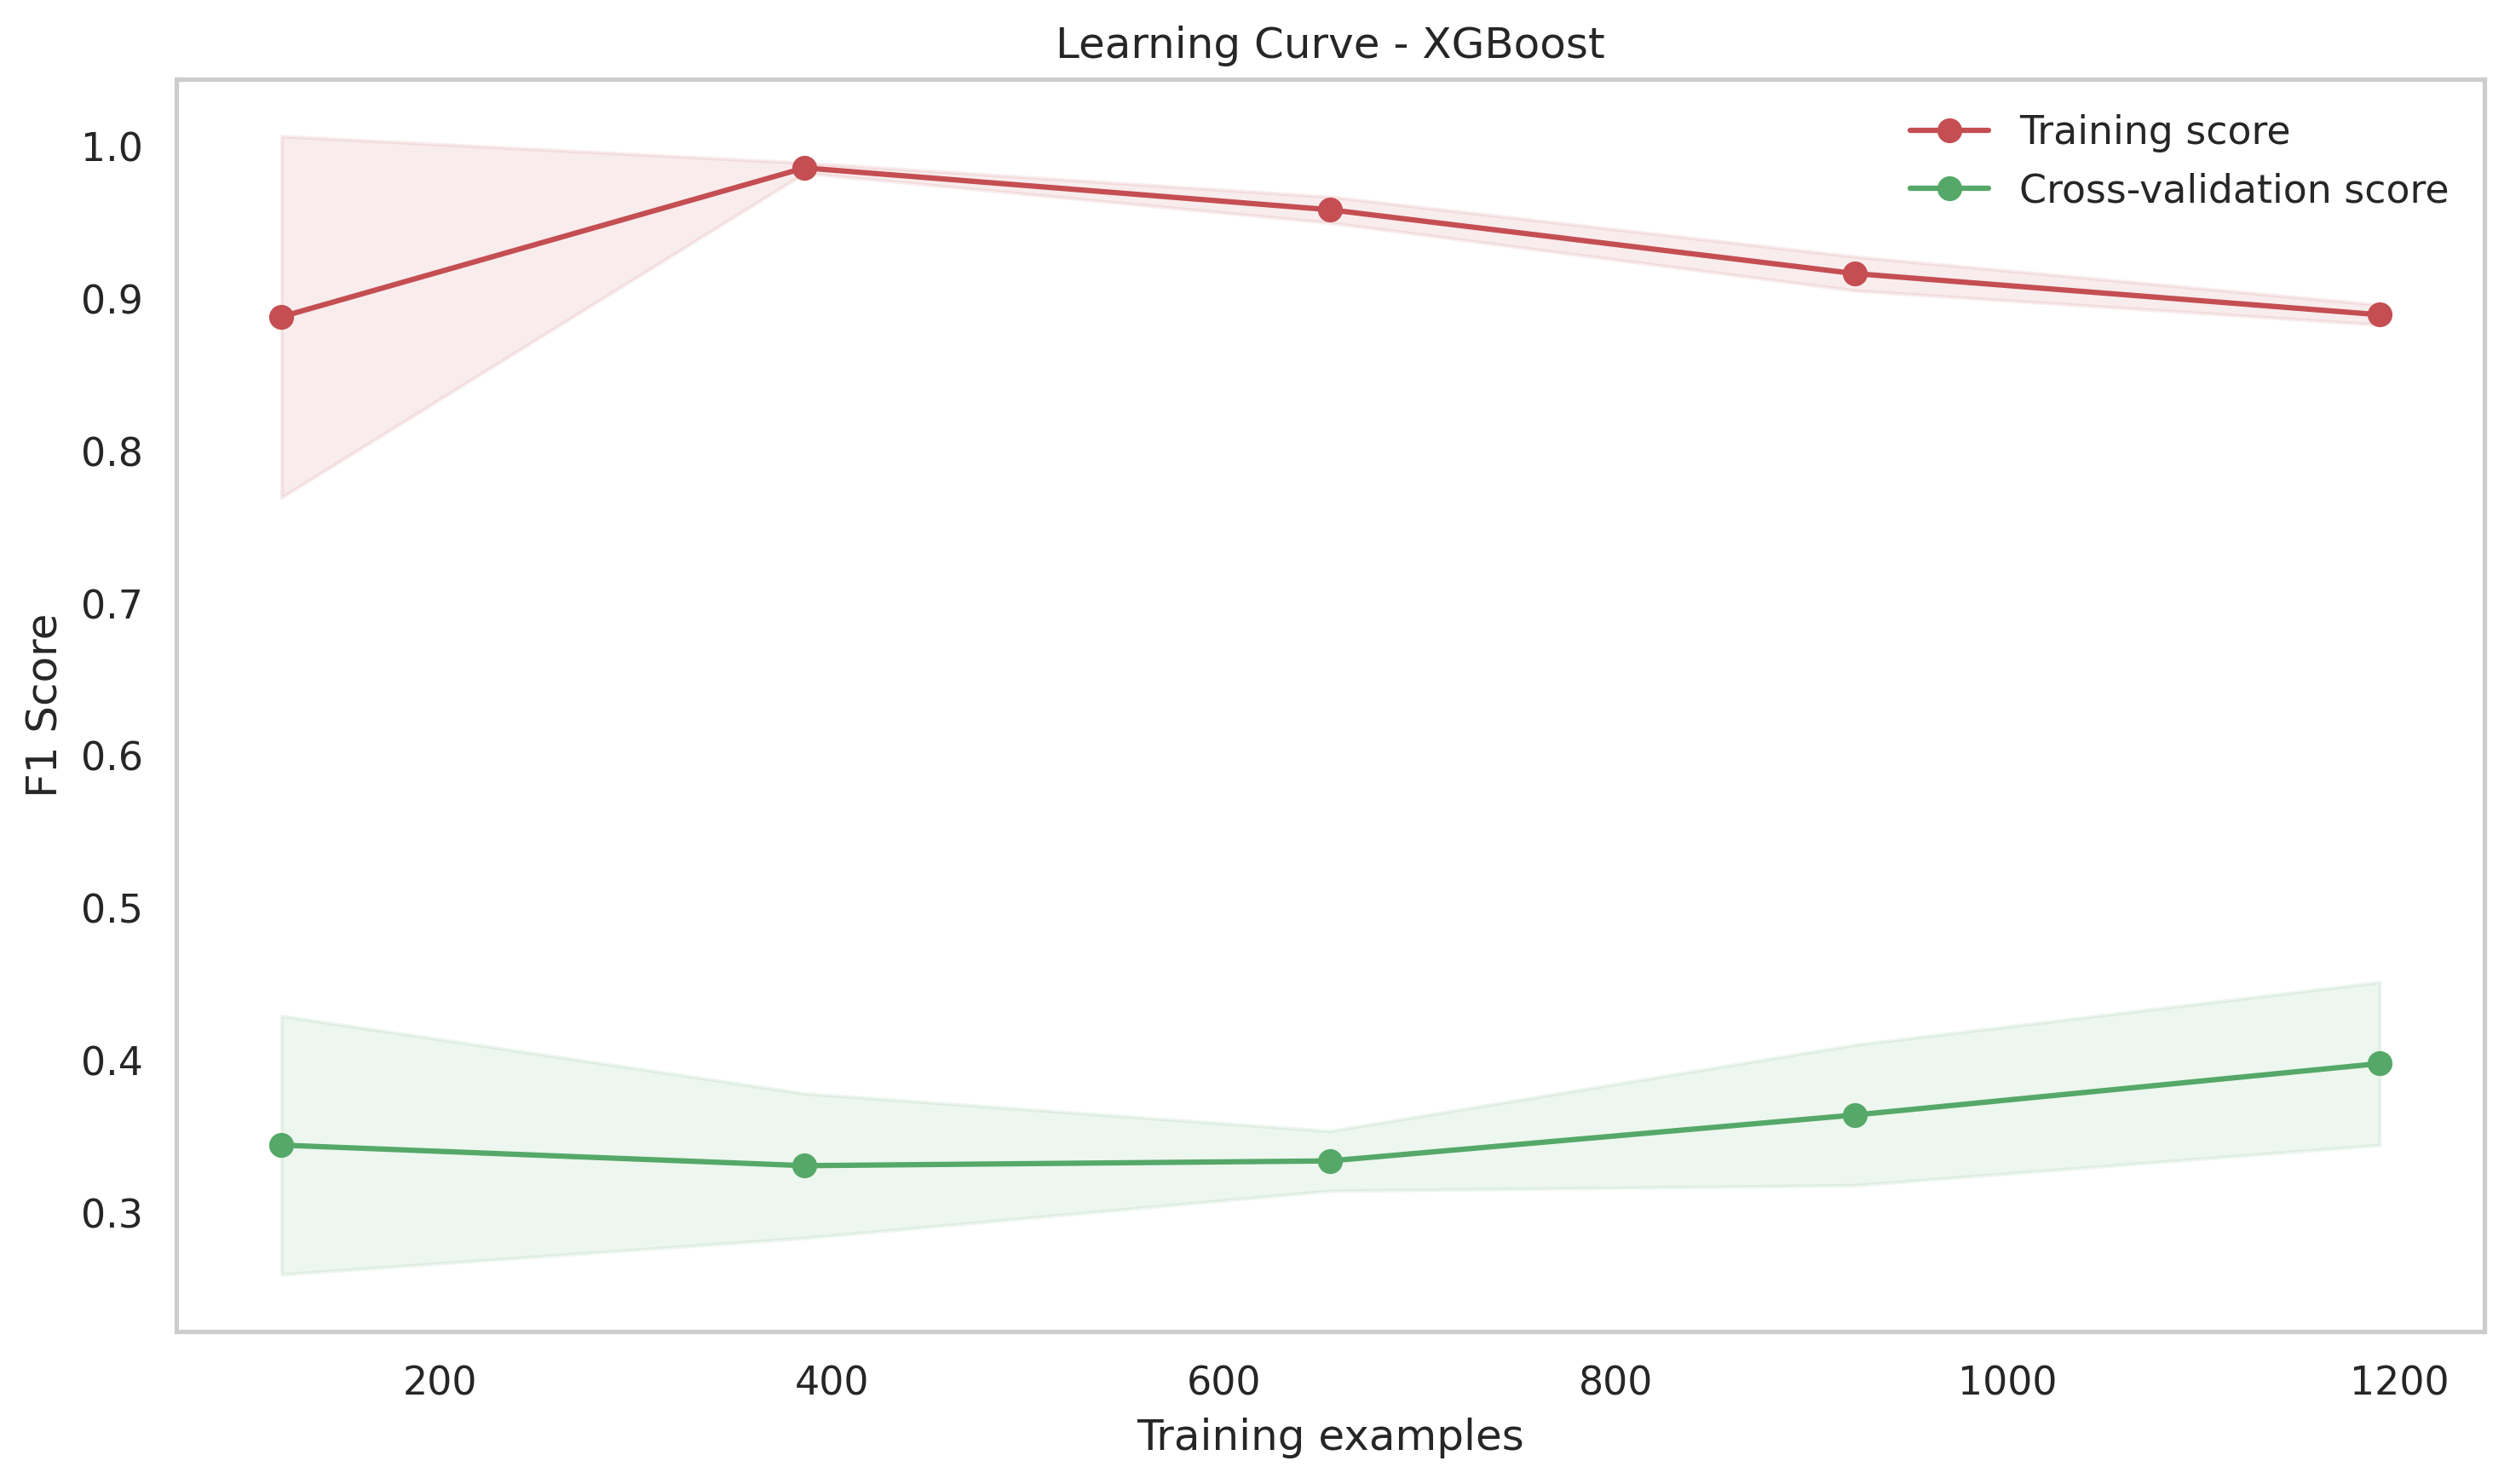 Learning Curve - XGBoost
Training score
Cross-validation score
F1 Score
1.0
0.9
0.8
0.7
0.6
0.5
0.4
0.3
200 400 600 800 1000 1200
Training examples